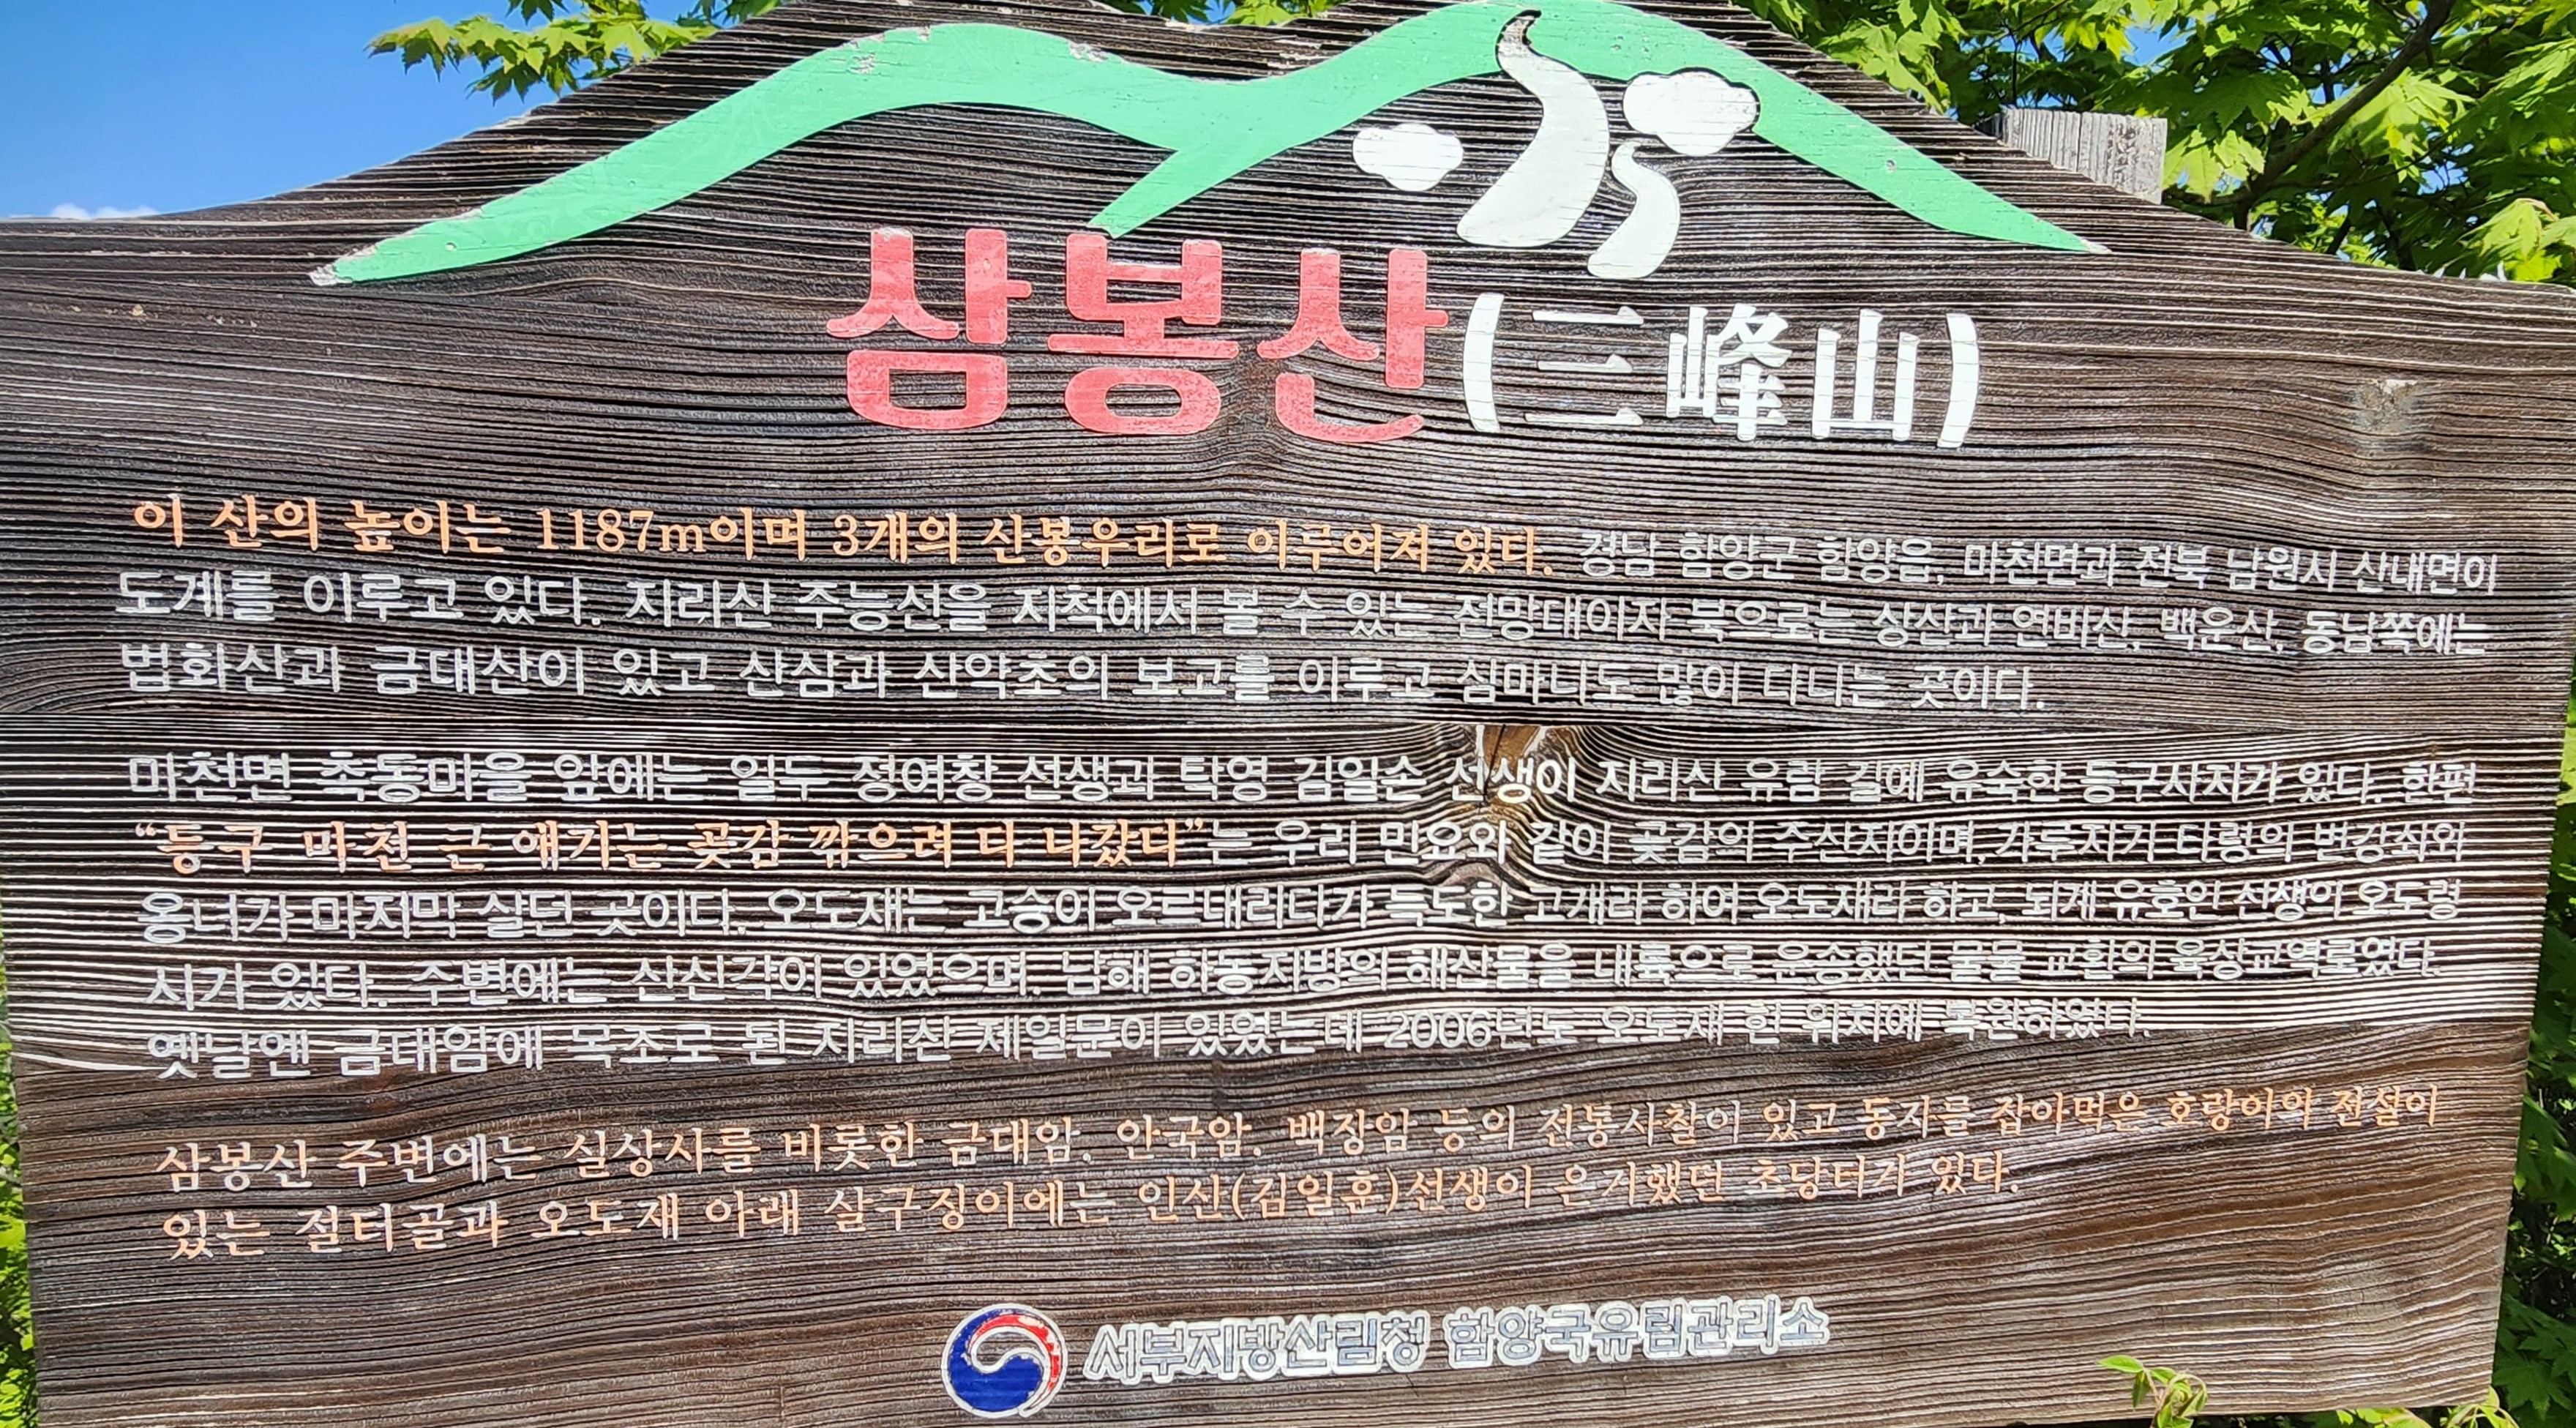 삼봉산(三峰山)
이 산의 높이는 1187m이며 3개의 산봉우리로 이루어져 있다. 경남 함양군 함양읍, 마천면과 전북 남원시 산내면이
도계를 이루고 있다. 지리산 주능선을 지척에서 볼 수 있는 전망대이자 북으로는 상산과 연비산, 백운산, 동남쪽에는
법화산과 금대산이 있고 산삼과 산약초의 보고를 이루고 심마니도 많이 다니는 곳이다.
마천면 촉동마을 앞에는 일두 정여창 선생과 탁영 김일손 선생이 지리산 유람 길에 유숙한 등구사지가 있다. 한편
“등구 마천 큰 애기는 곶감 깎으러 다 나갔다”는 우리 민요와 같이 곶감의 주산지이며, 가루지기 타령의 변강쇠와
옹녀가 마지막 살던 곳이다. 오도재는 고승이 오르내리다가 득도한 고개라 하여 오도재라 하고, 뇌계 유호인 선생의 오도령
시가 있다. 주변에는 산신각이 있었으며, 남해 하동지방의 해산물을 내륙으로 운송했던 물물 교환의 육상교역로였다.
옛날엔 금대암에 목조로 된 지리산 제일문이 있었는데 2006년도 오도재 현 위치에 복원하였다.
삼봉산 주변에는 실상사를 비롯한 금대암, 안국암, 백장암 등의 전통사찰이 있고 동자를 잡아먹은 호랑이의 전설이
있는 절터골과 오도재 아래 살구징이에는 인산(김일훈)선생이 은거했던 초당터가 있다.
서부지방산림청 함양국유림관리소